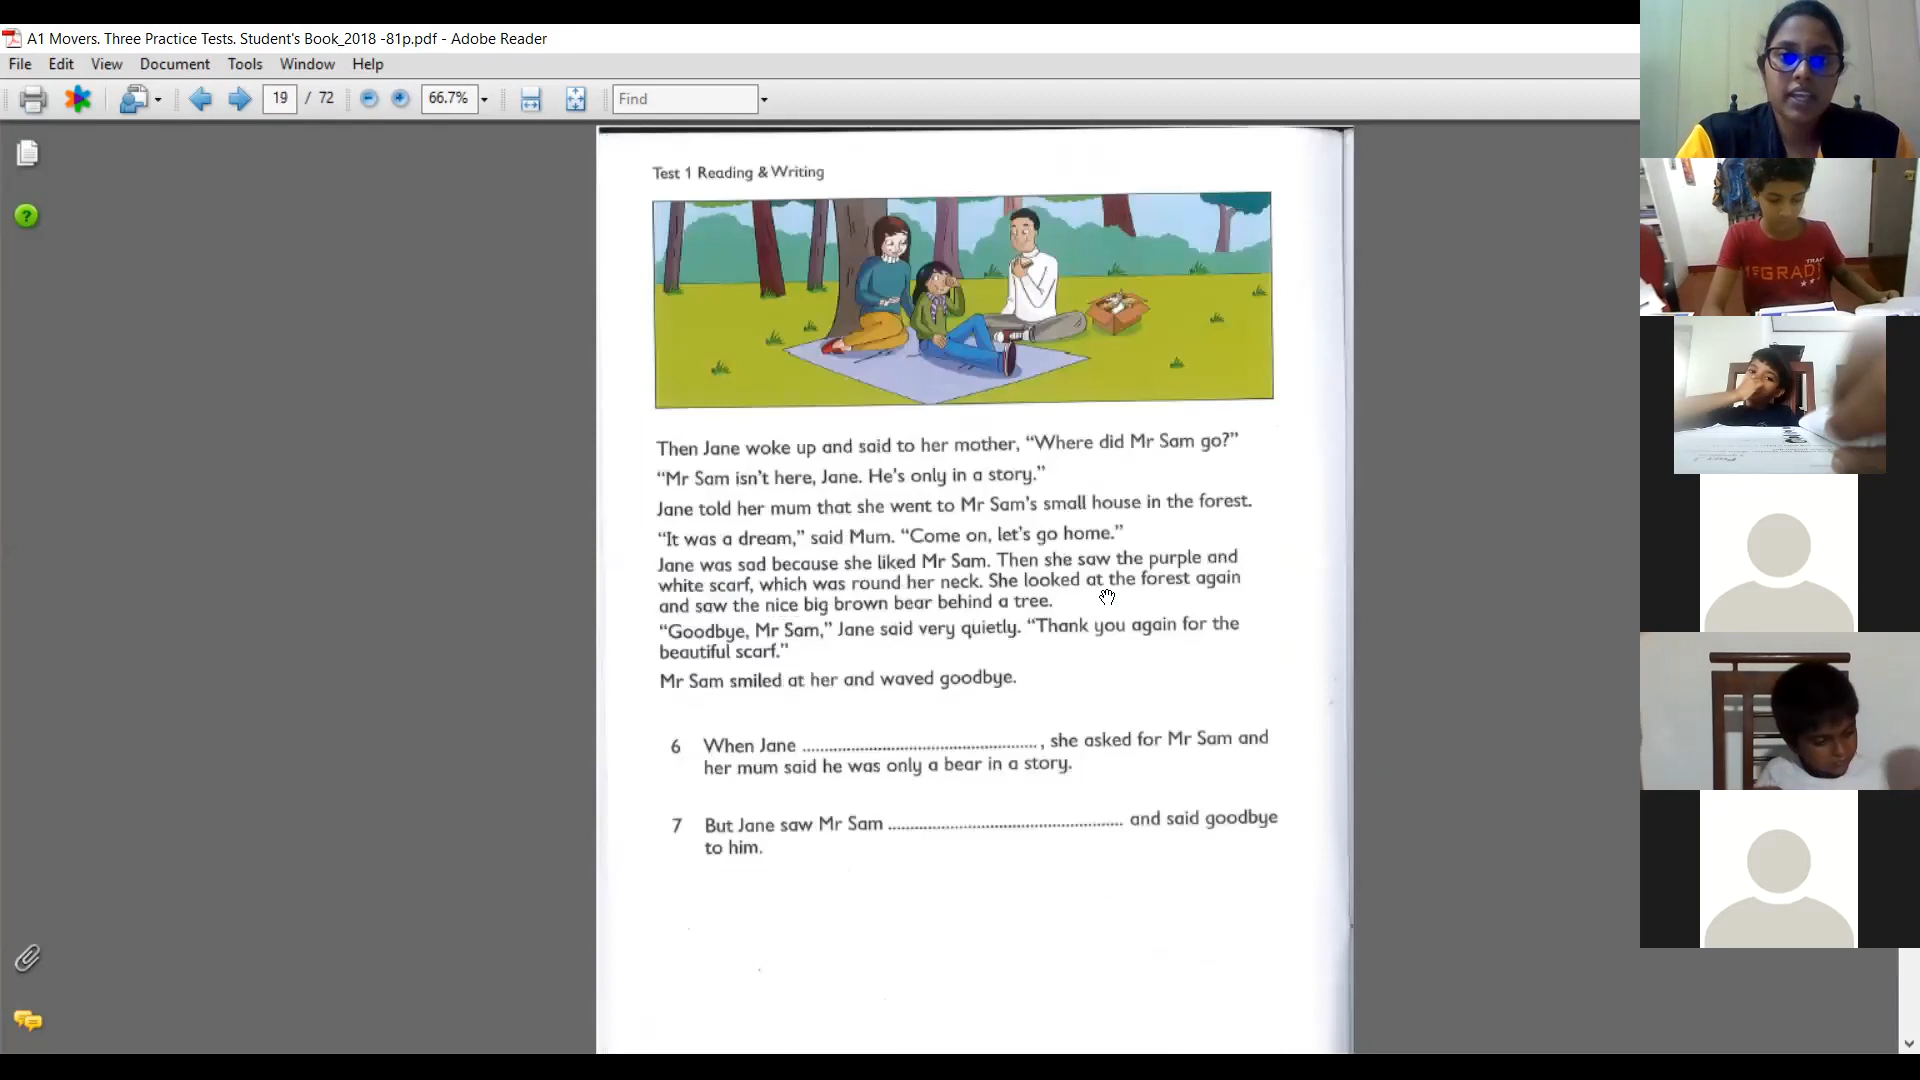 A1 Movers. Three Practice Tests. Student's Book_2018 -81p.pdf - Adobe Reader
File Edit View Document Tools Window Help
19 / 72 66.7% Find
Test 1 Reading & Writing
Then Jane woke up and said to her mother, “Where did Mr Sam go?”
“Mr Sam isn't here, Jane. He's only in a story.”
Jane told her mum that she went to Mr Sam's small house in the forest.
“It was a dream,” said Mum. “Come on, let's go home.”
Jane was sad because she liked Mr Sam. Then she saw the purple and
white scarf, which was round her neck. She looked at the forest again
and saw the nice big brown bear behind a tree.
“Goodbye, Mr Sam,” Jane said very quietly. “Thank you again for the
beautiful scarf.”
Mr Sam smiled at her and waved goodbye.
6 When Jane ............................................... , she asked for Mr Sam and
her mum said he was only a bear in a story.
7 But Jane saw Mr Sam ............................................... and said goodbye
to him.